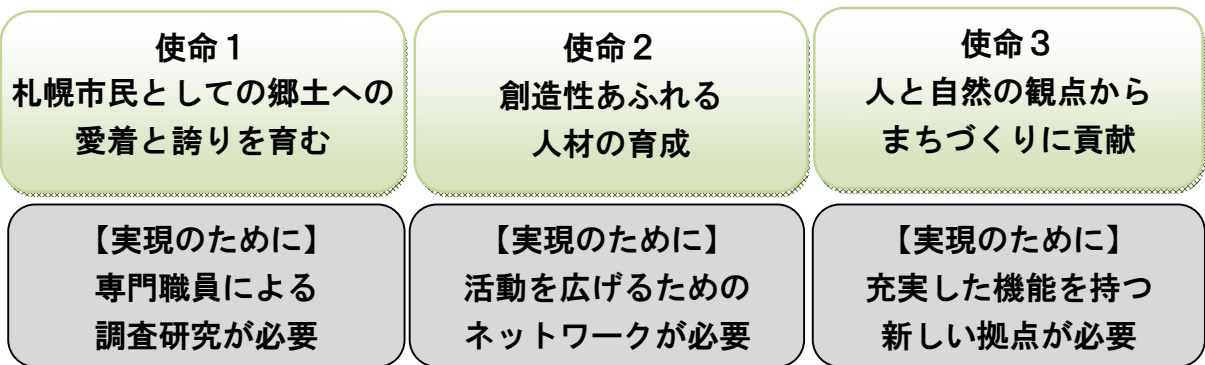 使命１
札幌市民としての郷土への
愛着と誇りを育む
使命２
創造性あふれる
人材の育成
使命３
人と自然の観点から
まちづくりに貢献
【実現のために】
専門職員による
調査研究が必要
【実現のために】
活動を広げるための
ネットワークが必要
【実現のために】
充実した機能を持つ
新しい拠点が必要